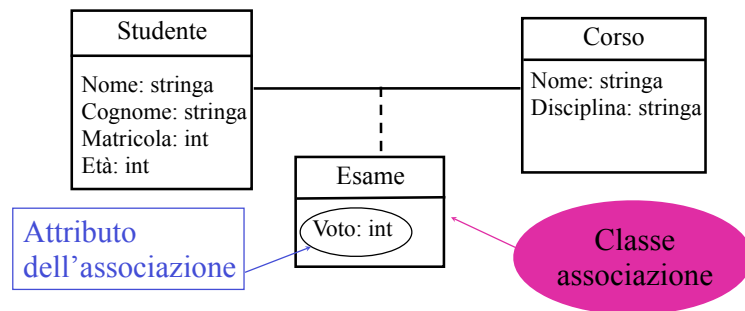 Studente
Nome: stringa
Cognome: stringa
Matricola: int
Età: int
Corso
Nome: stringa
Disciplina: stringa
Esame
Voto: int
Attributo
dell’associazione
Classe
associazione